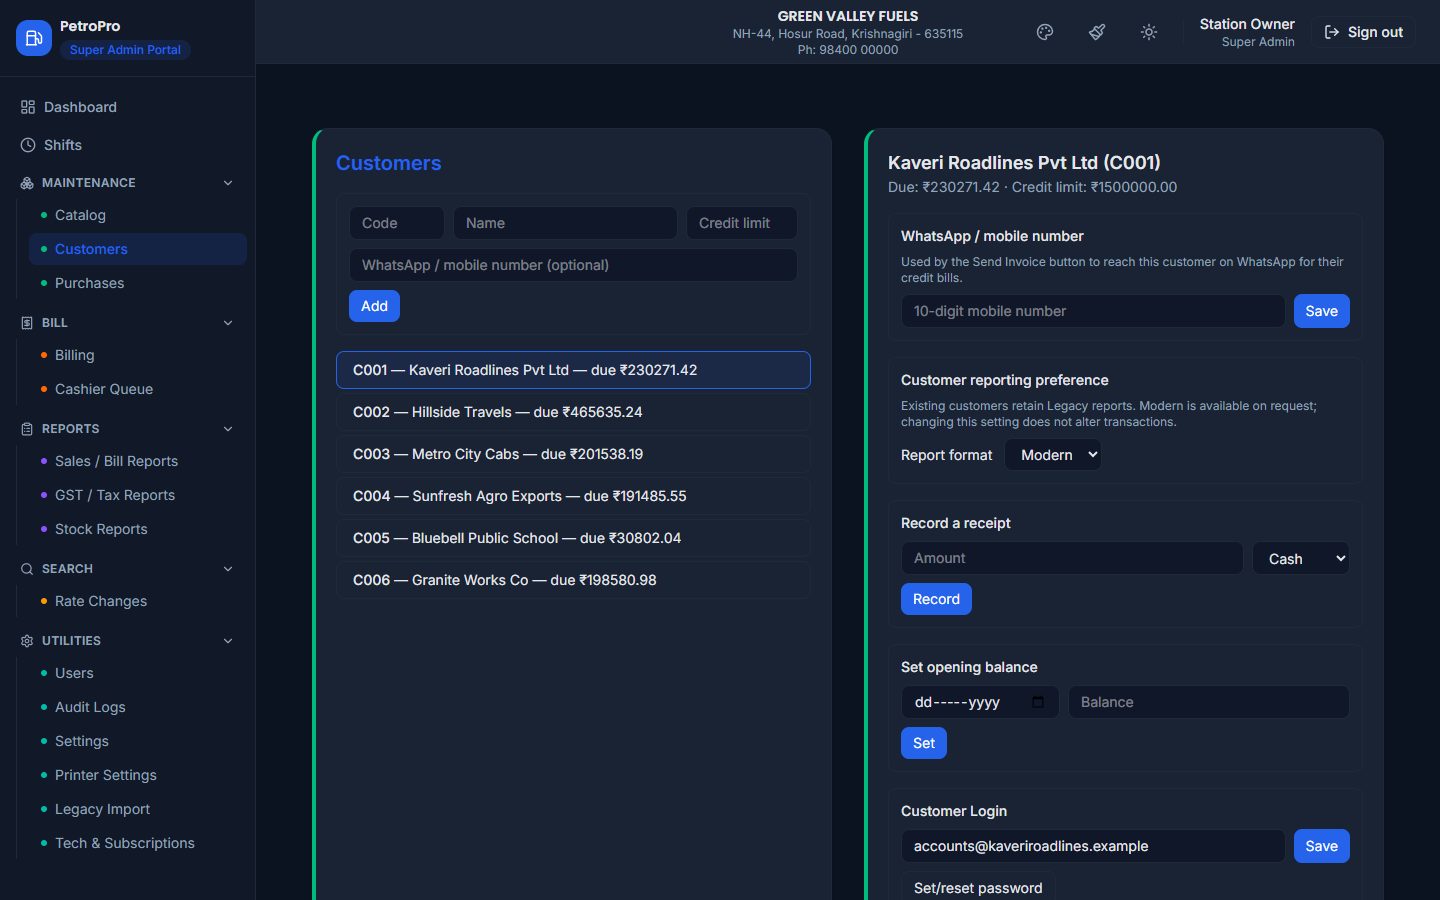 PetroPro
Super Admin Portal
GREEN VALLEY FUELS
NH-44, Hosur Road, Krishnagiri - 635115
Ph: 98400 00000
Station Owner
Super Admin
Sign out
Dashboard
Shifts
MAINTENANCE
Catalog
Customers
Purchases
BILL
Billing
Cashier Queue
REPORTS
Sales / Bill Reports
GST / Tax Reports
Stock Reports
SEARCH
Rate Changes
UTILITIES
Users
Audit Logs
Settings
Printer Settings
Legacy Import
Tech & Subscriptions
Customers
Code
Name
Credit limit
WhatsApp / mobile number (optional)
Add
C001 — Kaveri Roadlines Pvt Ltd — due ₹230271.42
C002 — Hillside Travels — due ₹465635.24
C003 — Metro City Cabs — due ₹201538.19
C004 — Sunfresh Agro Exports — due ₹191485.55
C005 — Bluebell Public School — due ₹30802.04
C006 — Granite Works Co — due ₹198580.98
Kaveri Roadlines Pvt Ltd (C001)
Due: ₹230271.42 · Credit limit: ₹1500000.00
WhatsApp / mobile number
Used by the Send Invoice button to reach this customer on WhatsApp for their
credit bills.
10-digit mobile number
Save
Customer reporting preference
Existing customers retain Legacy reports. Modern is available on request;
changing this setting does not alter transactions.
Report format
Modern
Record a receipt
Amount
Cash
Record
Set opening balance
dd-----yyyy
Balance
Set
Customer Login
accounts@kaveriroadlines.example
Save
Set/reset password